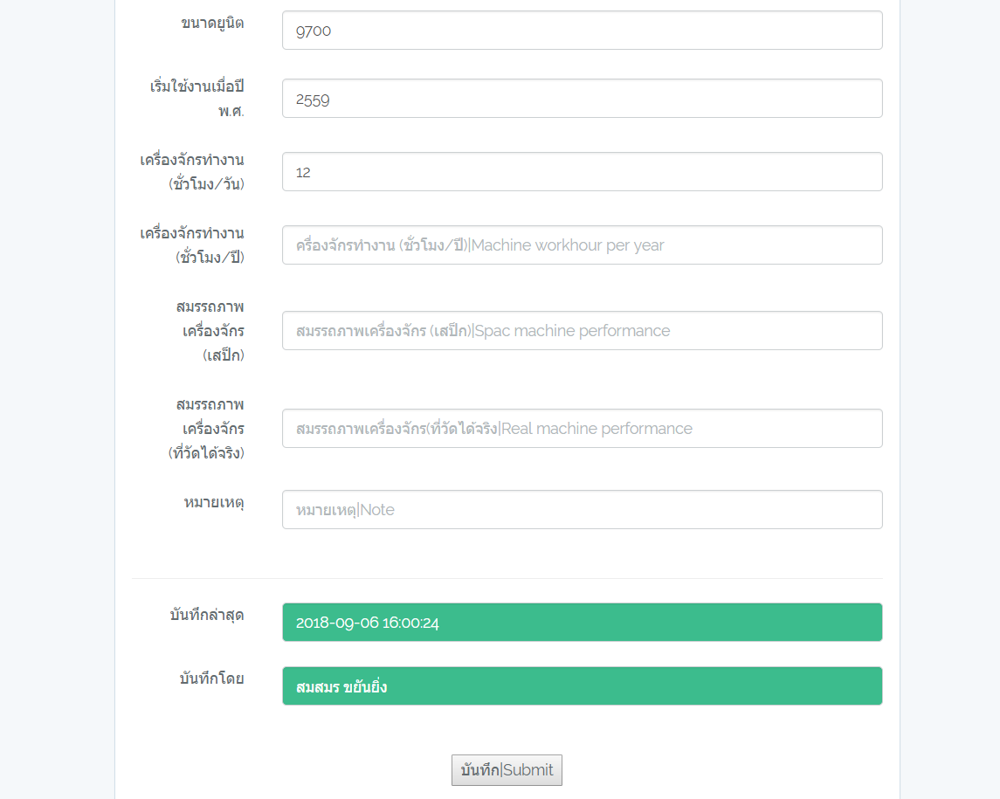 ขนาดยูนิต
9700
เริ่มใช้งานเมื่อปี
พ.ศ.
2559
เครื่องจักรทำงาน
(ชั่วโมง/วัน)
12
เครื่องจักรทำงาน
(ชั่วโมง/ปี)
ครื่องจักรทำงาน (ชั่วโมง/ปี)|Machine workhour per year
สมรรถภาพ
เครื่องจักร
(เสป็ก)
สมรรถภาพเครื่องจักร (เสป็ก)|Spac machine performance
สมรรถภาพ
เครื่องจักร
(ที่วัดได้จริง)
สมรรถภาพเครื่องจักร(ที่วัดได้จริง|Real machine performance
หมายเหตุ
หมายเหตุ|Note
บันทึกล่าสุด
2018-09-06 16:00:24
บันทึกโดย
สมสมร ขยันยิ่ง
บันทึก|Submit